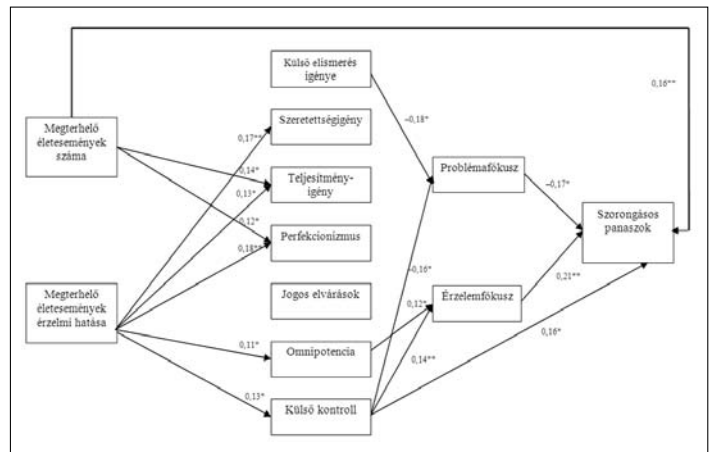 Külső elismerés
igénye
0,16**
Megterhelő
életesemények
száma
Szeretettségigény
–0,18*
0,17**
0,14*
Teljesítmény-
igény
0,13*
Problémafókusz
–0,17*
Szorongásos
panaszok
0,12*
Perfekcionizmus
0,18**
–0,16*
0,21**
Megterhelő
életesemények
érzelmi hatása
Jogos elvárások
Érzelemfókusz
0,12*
0,16*
0,11*
Omnipotencia
0,14**
0,13*
Külső kontroll